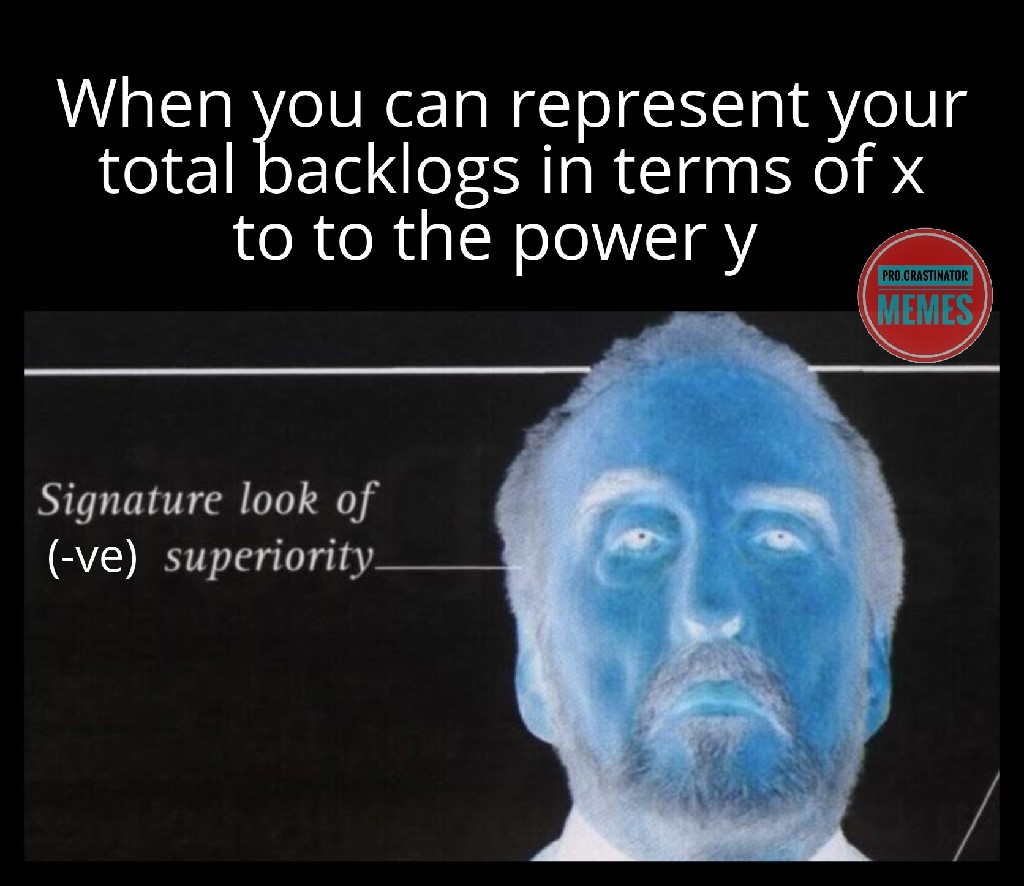 When you can represent your
total backlogs in terms of x
to to the power y
PRO.CRASTINATOR
MEMES
Signature look of
(-ve) superiority